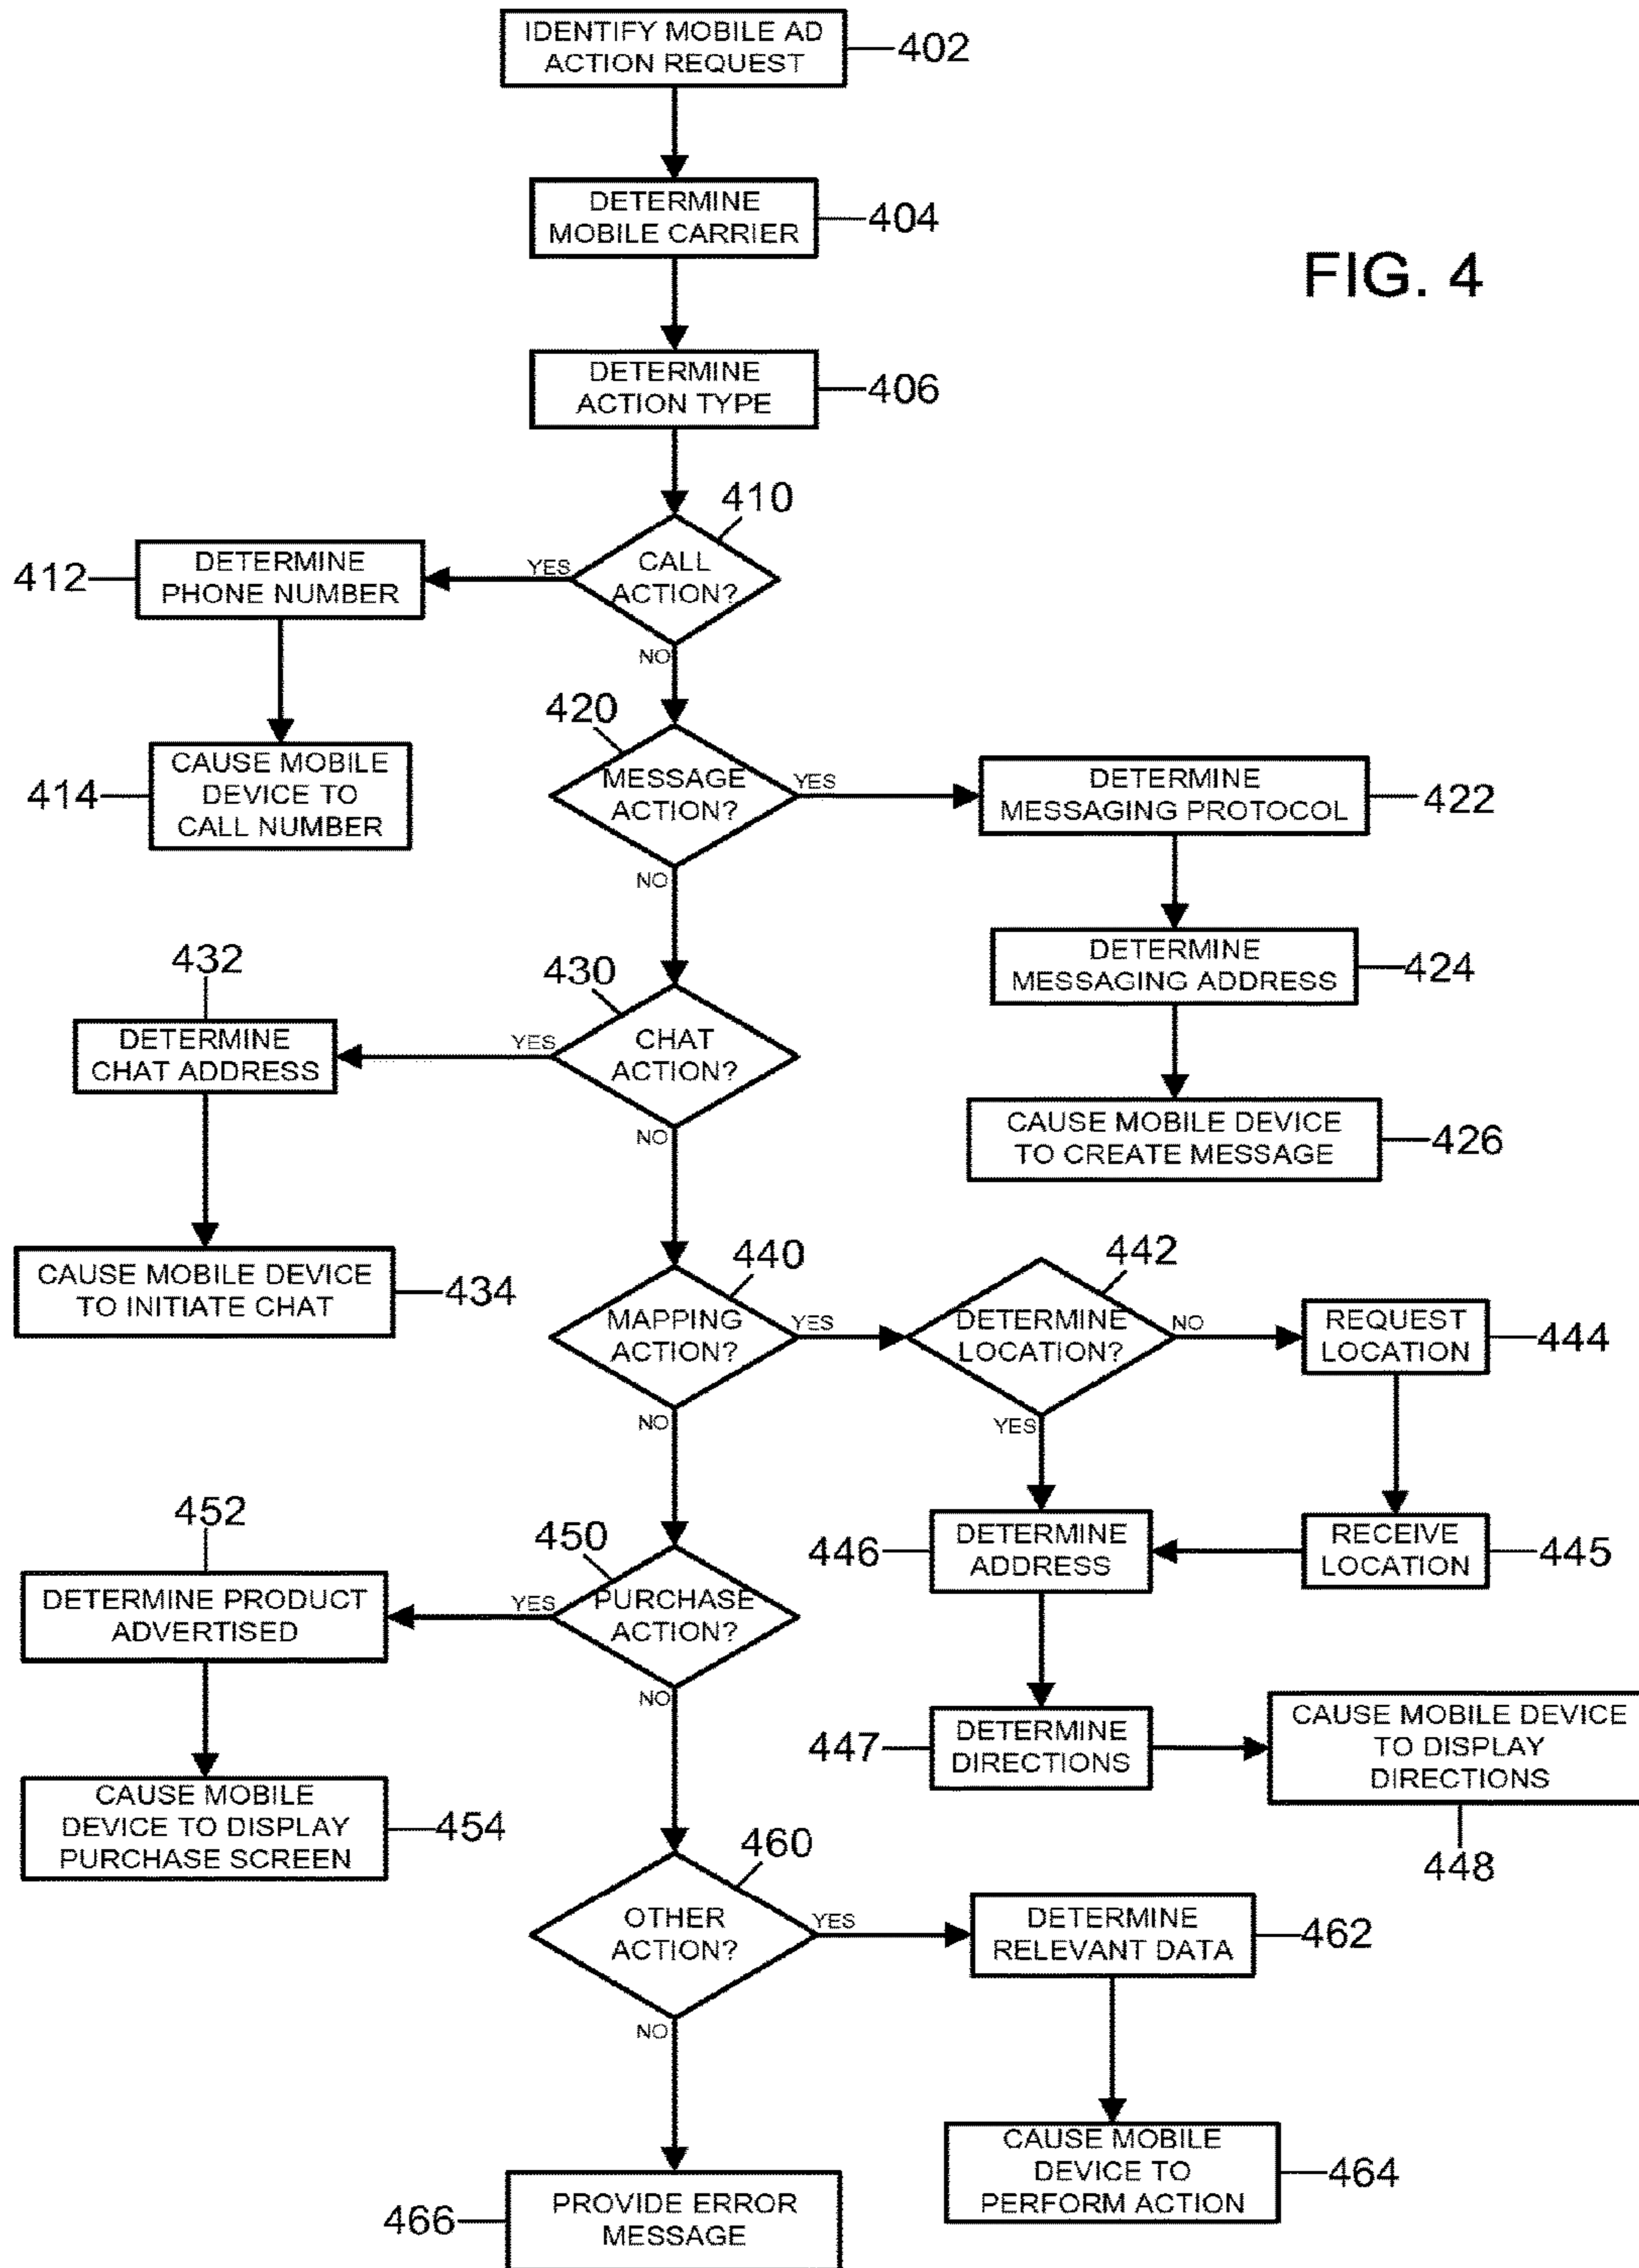 IDENTIFY MOBILE AD
ACTION REQUEST
402
DETERMINE
MOBILE CARRIER
404
FIG. 4
DETERMINE
ACTION TYPE
406
410
CALL
ACTION?
YES
NO
412
DETERMINE
PHONE NUMBER
414
CAUSE MOBILE
DEVICE TO
CALL NUMBER
420
MESSAGE
ACTION?
YES
NO
DETERMINE
MESSAGING PROTOCOL
422
DETERMINE
MESSAGING ADDRESS
424
CAUSE MOBILE DEVICE
TO CREATE MESSAGE
426
430
CHAT
ACTION?
YES
NO
432
DETERMINE
CHAT ADDRESS
CAUSE MOBILE DEVICE
TO INITIATE CHAT
434
440
MAPPING
ACTION?
YES
NO
442
DETERMINE
LOCATION?
NO
YES
REQUEST
LOCATION
444
RECEIVE
LOCATION
445
446
DETERMINE
ADDRESS
447
DETERMINE
DIRECTIONS
CAUSE MOBILE DEVICE
TO DISPLAY
DIRECTIONS
448
450
PURCHASE
ACTION?
YES
NO
452
DETERMINE PRODUCT
ADVERTISED
CAUSE MOBILE
DEVICE TO DISPLAY
PURCHASE SCREEN
454
460
OTHER
ACTION?
YES
NO
DETERMINE
RELEVANT DATA
462
CAUSE MOBILE
DEVICE TO
PERFORM ACTION
464
466
PROVIDE ERROR
MESSAGE